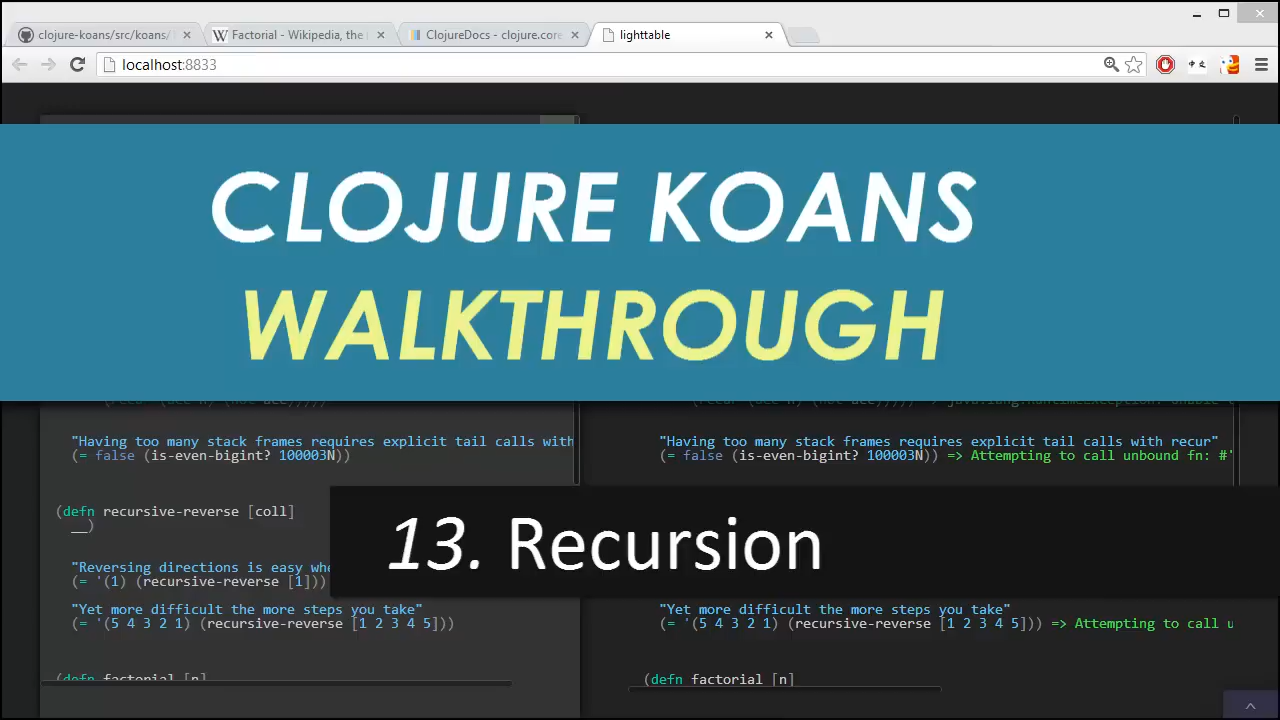 clojure-koans/src/koans/
Factorial - Wikipedia, the
ClojureDocs - clojure.core
lighttable
localhost:8833
CLOJURE KOANS
WALKTHROUGH
"Having too many stack frames requires explicit tail calls with
(= false (is-even-bigint? 100003N))
"Having too many stack frames requires explicit tail calls with recur"
(= false (is-even-bigint? 100003N)) => Attempting to call unbound fn: #'
(defn recursive-reverse [coll]
__)
13. Recursion
"Reversing directions is easy
(= '(1) (recursive-reverse [1]))
"Yet more difficult the more steps you take"
(= '(5 4 3 2 1) (recursive-reverse [1 2 3 4 5]))
"Yet more difficult the more steps you take"
(= '(5 4 3 2 1) (recursive-reverse [1 2 3 4 5])) => Attempting to call u
(defn factorial [n]
(defn factorial [n]